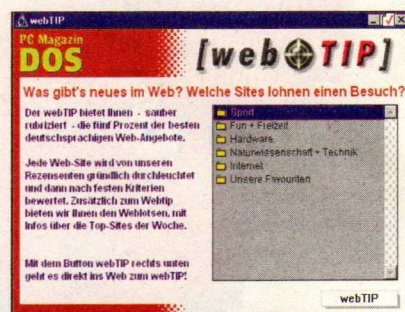 webTIP
PC Magazin
DOS
[web TIP]
Was gibt's neues im Web? Welche Sites lohnen einen Besuch?
Der webTIP bietet Ihnen - sauber
rubriziert - die fünf Prozent der besten
deutschsprachigen Web-Angebote.
Jede Web-Site wird von unseren
Rezensenten gründlich durchleuchtet
und dann nach festen Kriterien
bewertet. Zusätzlich zum Webtip
bieten wir Ihnen den Weblotsen, mit
Infos über die Top-Sites der Woche.
Mit dem Button webTIP rechts unten
geht es direkt ins Web zum webTIP!
Sport
Fun + Freizeit
Hardware
Naturwissenschaft + Technik
Internet
Unsere Favouriten
webTIP